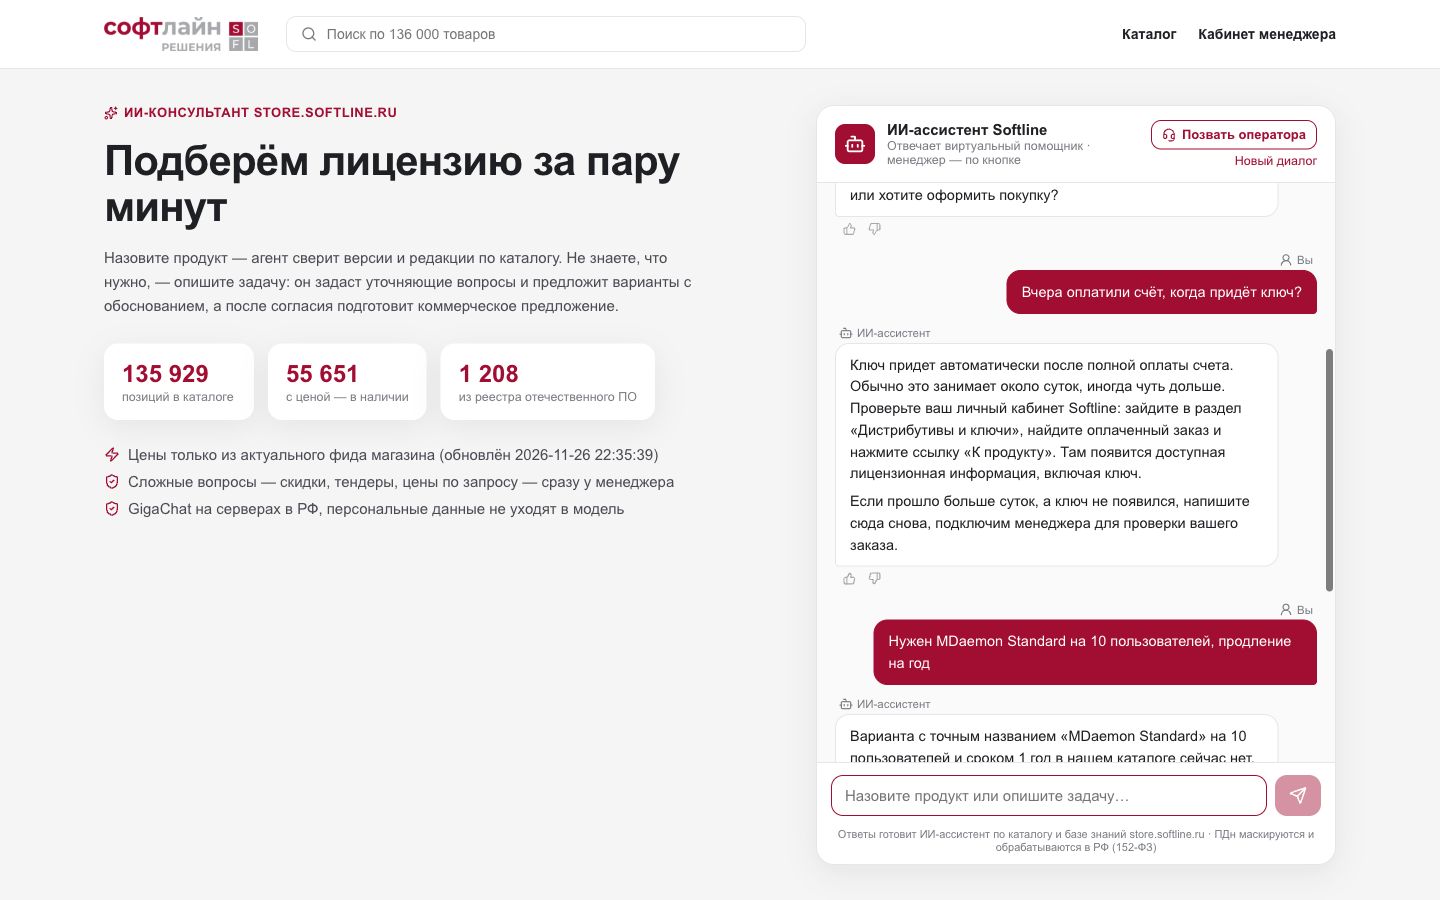 софтлайн
РЕШЕНИЯ
S O
F L
Поиск по 136 000 товаров
Каталог
Кабинет менеджера
ИИ-КОНСУЛЬТАНТ STORE.SOFTLINE.RU
Подберём лицензию за пару
минут
Назовите продукт — агент сверит версии и редакции по каталогу. Не знаете, что
нужно, — опишите задачу: он задаст уточняющие вопросы и предложит варианты с
обоснованием, а после согласия подготовит коммерческое предложение.
135 929
позиций в каталоге
55 651
с ценой — в наличии
1 208
из реестра отечественного ПО
Цены только из актуального фида магазина (обновлён 2026-11-26 22:35:39)
Сложные вопросы — скидки, тендеры, цены по запросу — сразу у менеджера
GigaChat на серверах в РФ, персональные данные не уходят в модель
ИИ-ассистент Softline
Отвечает виртуальный помощник ·
менеджер — по кнопке
Позвать оператора
Новый диалог
или хотите оформить покупку?
Вы
Вчера оплатили счёт, когда придёт ключ?
ИИ-ассистент
Ключ придет автоматически после полной оплаты счета.
Обычно это занимает около суток, иногда чуть дольше.
Проверьте ваш личный кабинет Softline: зайдите в раздел
«Дистрибутивы и ключи», найдите оплаченный заказ и
нажмите ссылку «К продукту». Там появится доступная
лицензионная информация, включая ключ.
Если прошло больше суток, а ключ не появился, напишите
сюда снова, подключим менеджера для проверки вашего
заказа.
Вы
Нужен MDaemon Standard на 10 пользователей, продление
на год
ИИ-ассистент
Варианта с точным названием «MDaemon Standard» на 10
пользователей и сроком 1 год в нашем каталоге сейчас нет.
Назовите продукт или опишите задачу…
Ответы готовит ИИ-ассистент по каталогу и базе знаний store.softline.ru · ПДн маскируются и
обрабатываются в РФ (152-ФЗ)